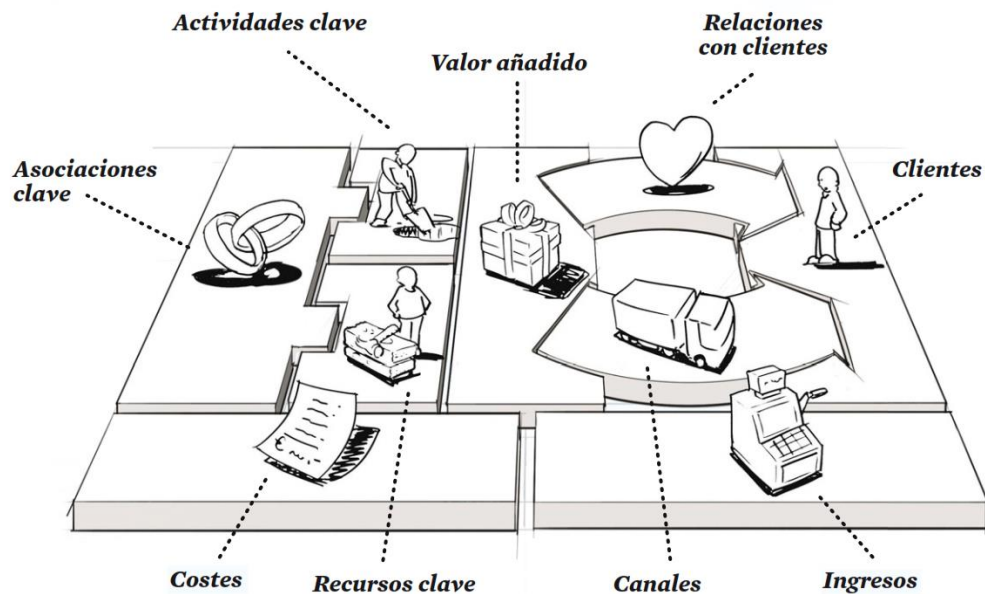 Actividades clave
Relaciones
con clientes
Valor añadido
Asociaciones
clave
Clientes
Costes
Recursos clave
Canales
Ingresos